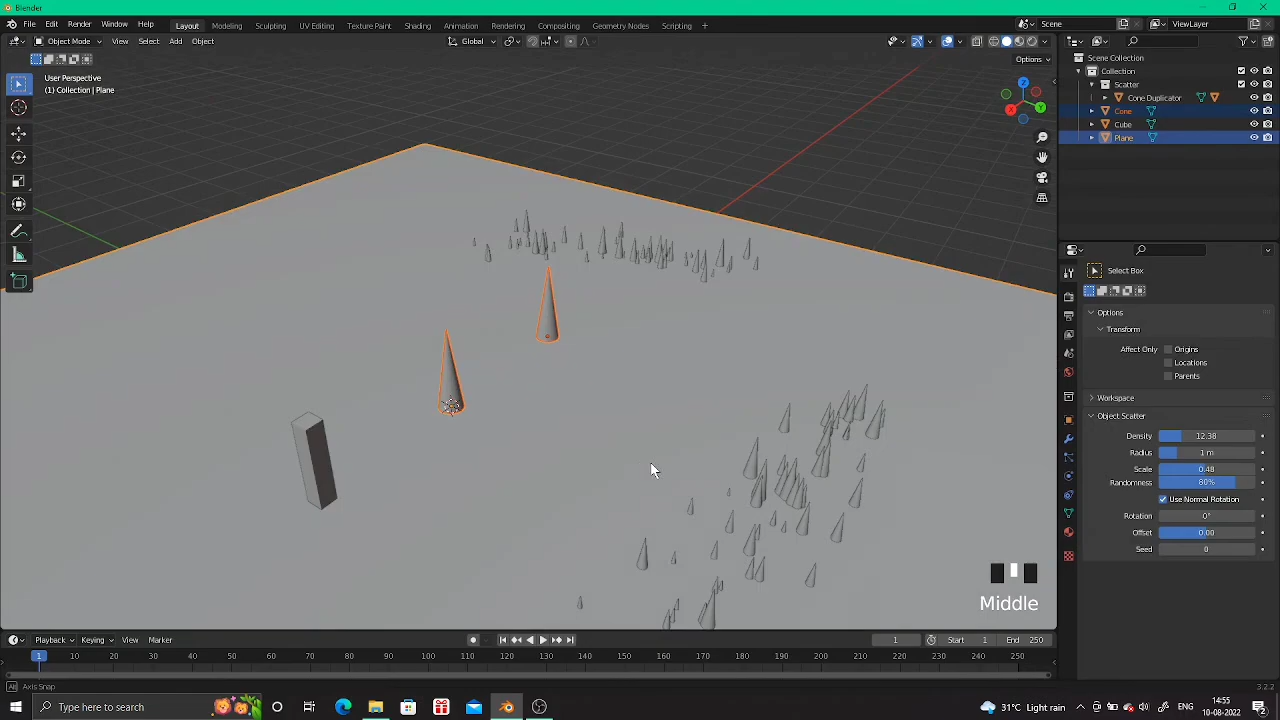 Blender
File Edit Render Window Help
Layout Modeling Sculpting UV Editing Texture Paint Shading Animation Rendering Compositing Geometry Nodes Scripting +
Scene
ViewLayer
Object Mode View Select Add Object
Global
Options
User Perspective
(1) Collection | Plane
Z
Y
X
Middle
Scene Collection
Collection
Scatter
Cone Duplicator
Cone
Cube
Plane
Select Box
Options
Transform
Affect Only Origins
Locations
Parents
Workspace
Object Scatter
Density 12.38
Radius 1 m
Scale 0.48
Randomness 80%
Use Normal Rotation
Rotation 0°
Offset 0.00
Seed 0
Playback Keying View Marker
1 Start 1 End 250
1 10 20 30 40 50 60 70 80 90 100 110 120 130 140 150 160 170 180 190 200 210 220 230 240 250
Axis Snap
3.2.2
Type here to search
31°C Light rain
14:55
10-08-2022